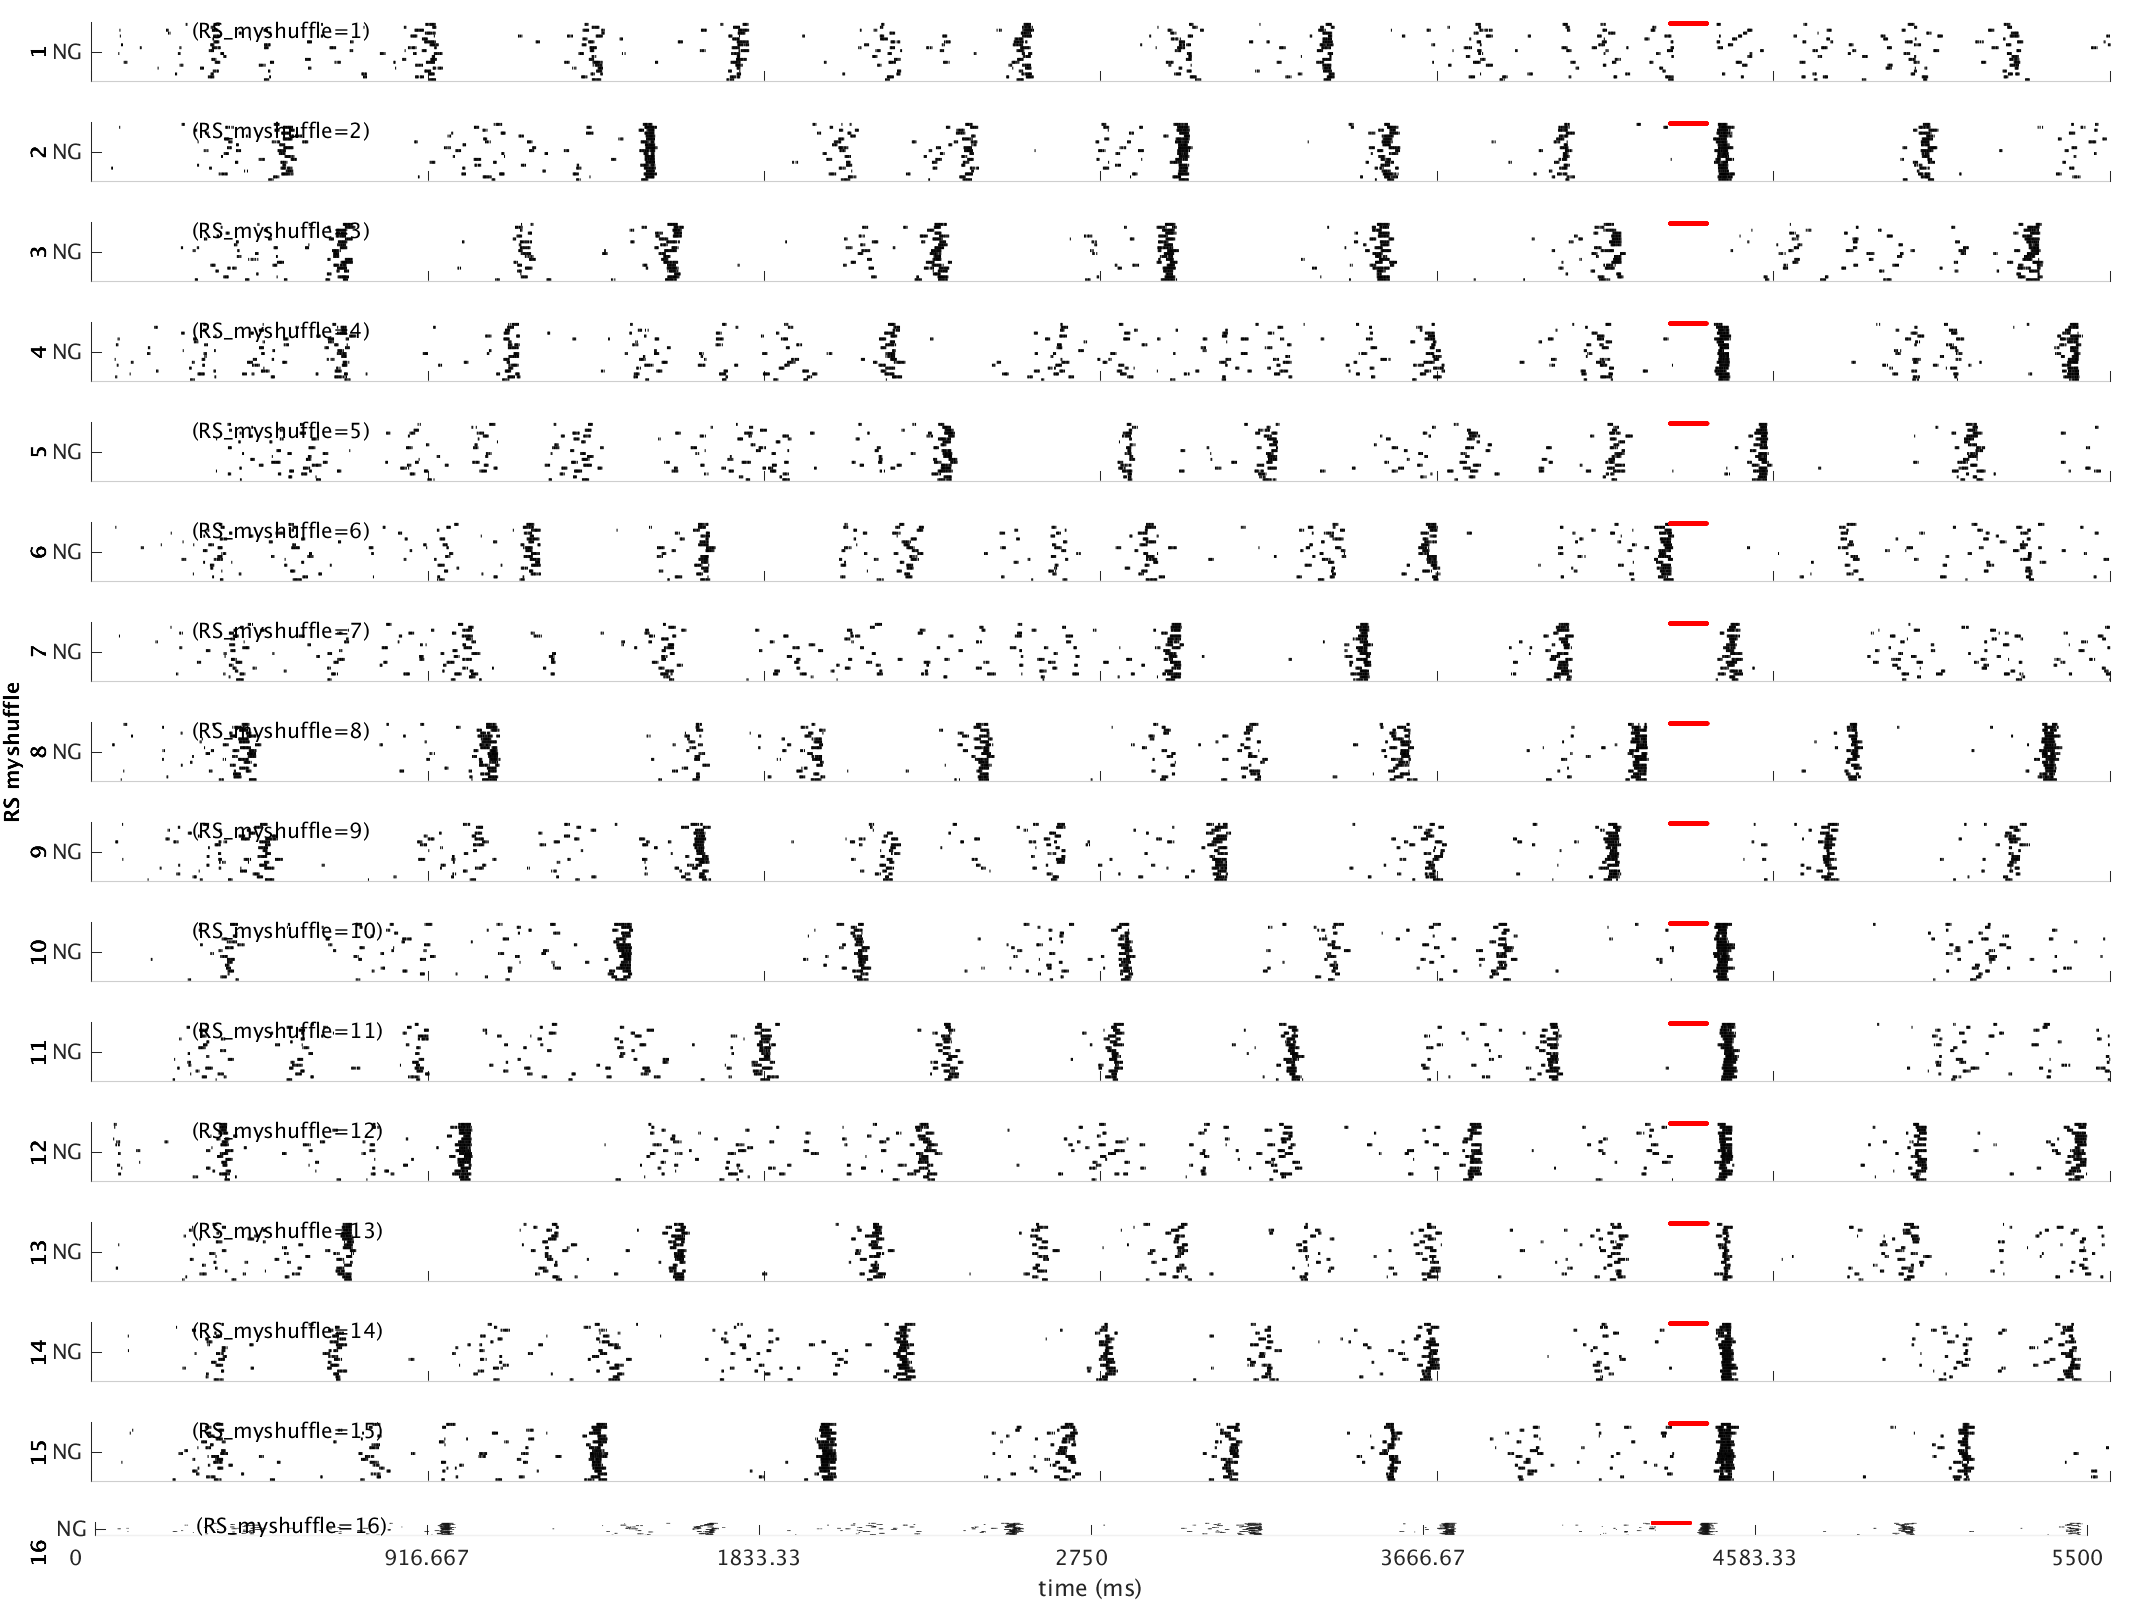 1 NG (RS_myshuffle=1)
2 NG (RS_myshuffle=2)
3 NG (RS_myshuffle=3)
4 NG (RS_myshuffle=4)
5 NG (RS_myshuffle=5)
6 NG (RS_myshuffle=6)
7 NG (RS_myshuffle=7)
RS myshuffle
8 NG (RS_myshuffle=8)
9 NG (RS_myshuffle=9)
10 NG (RS_myshuffle=10)
11 NG (RS_myshuffle=11)
12 NG (RS_myshuffle=12)
13 NG (RS_myshuffle=13)
14 NG (RS_myshuffle=14)
15 NG (RS_myshuffle=15)
16 NG (RS_myshuffle=16)
0 916.667 1833.33 2750 3666.67 4583.33 5500
time (ms)